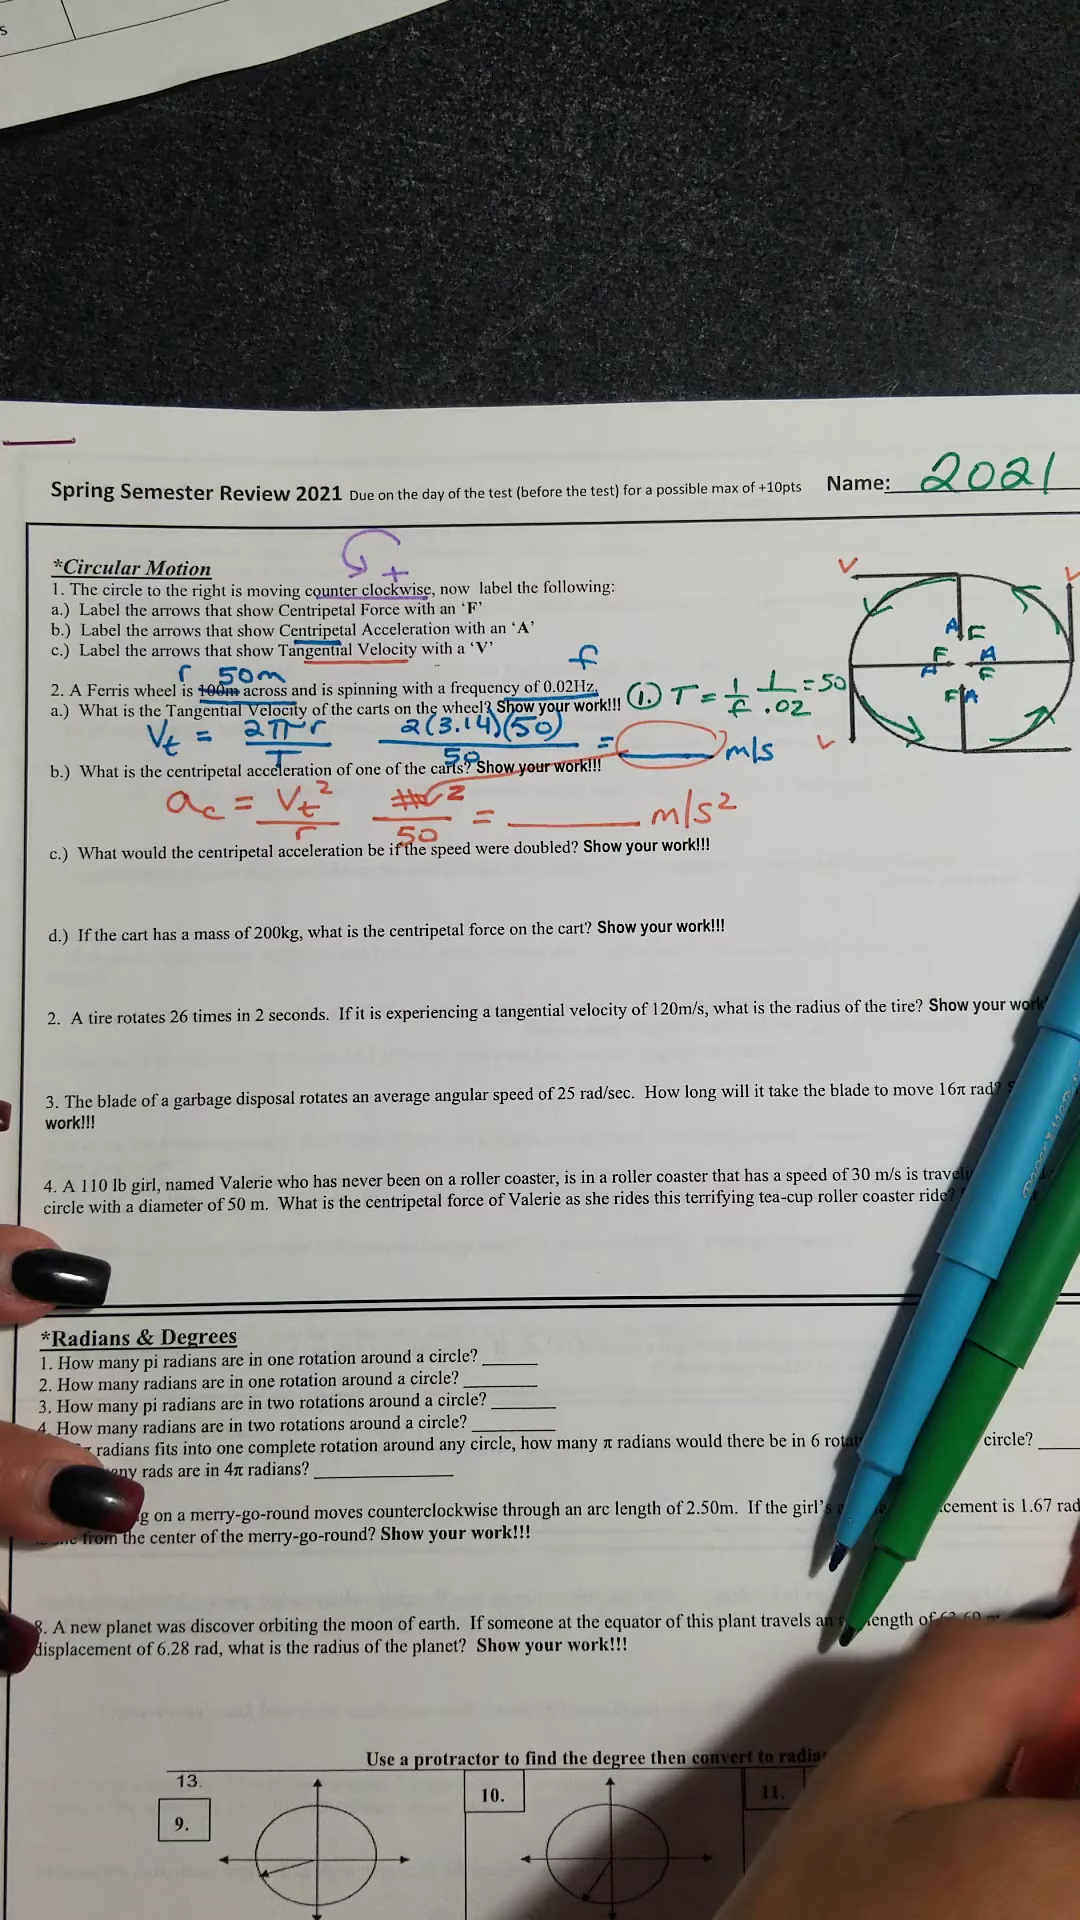 s
Spring Semester Review 2021 Due on the day of the test (before the test) for a possible max of +10pts Name: 2021
*Circular Motion
+
1. The circle to the right is moving counter clockwise, now label the following:
a.) Label the arrows that show Centripetal Force with an ‘F’
b.) Label the arrows that show Centripetal Acceleration with an ‘A’
c.) Label the arrows that show Tangential Velocity with a ‘V’
V V
A F
F A
A F
F A
V
r 50m f
2. A Ferris wheel is 100m across and is spinning with a frequency of 0.02Hz.
a.) What is the Tangential Velocity of the carts on the wheel? Show your work!!!
1. T = 1/f 1/.02 = 50
Vt = 2πr/T 2(3.14)(50)/50 = ____ m/s
b.) What is the centripetal acceleration of one of the carts? Show your work!!!
ac = Vt²/r 2/50 = ____ m/s²
c.) What would the centripetal acceleration be if the speed were doubled? Show your work!!!
d.) If the cart has a mass of 200kg, what is the centripetal force on the cart? Show your work!!!
2. A tire rotates 26 times in 2 seconds. If it is experiencing a tangential velocity of 120m/s, what is the radius of the tire? Show your work
3. The blade of a garbage disposal rotates an average angular speed of 25 rad/sec. How long will it take the blade to move 16π rad?
work!!!
4. A 110 lb girl, named Valerie who has never been on a roller coaster, is in a roller coaster that has a speed of 30 m/s is
circle with a diameter of 50 m. What is the centripetal force of Valerie as she rides this terrifying tea-cup roller coaster ride?
*Radians & Degrees
1. How many pi radians are in one rotation around a circle? ______
2. How many radians are in one rotation around a circle? ______
3. How many pi radians are in two rotations around a circle? ______
4. How many radians are in two rotations around a circle? ______
radians fits into one complete rotation around any circle, how many π radians would there be in 6 circle? ____
rads are in 4π radians? ______
on a merry-go-round moves counterclockwise through an arc length of 2.50m. If the girl’s is 1.67 rad
from the center of the merry-go-round? Show your work!!!
8. A new planet was discover orbiting the moon of earth. If someone at the equator of this plant travels an length of
displacement of 6.28 rad, what is the radius of the planet? Show your work!!!
Use a protractor to find the degree then convert to
13.
9.
10.
11.